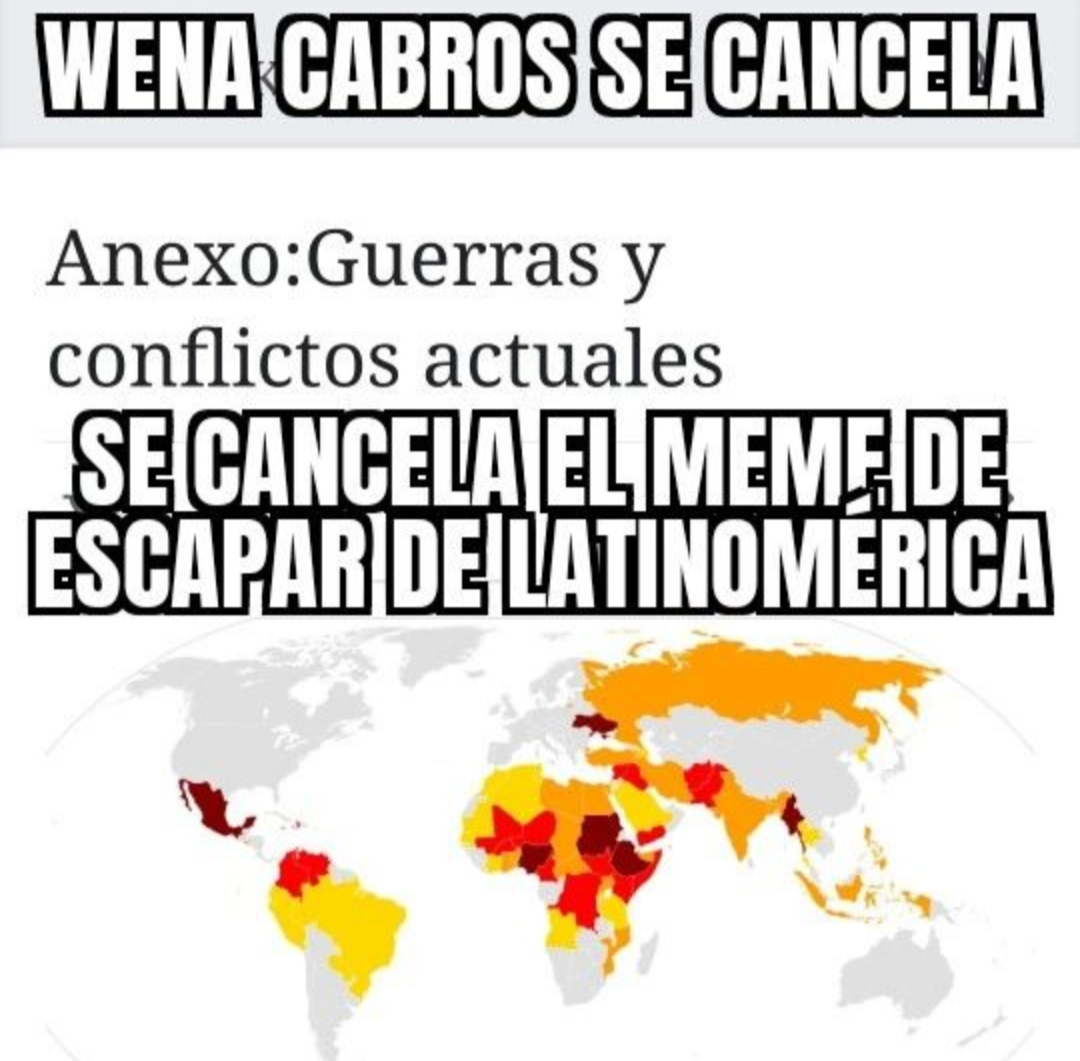 WENA CABROS SE CANCELA
Anexo:Guerras y
conflictos actuales
SE CANCELA EL MEME DE
ESCAPAR DE LATINOMÉRICA